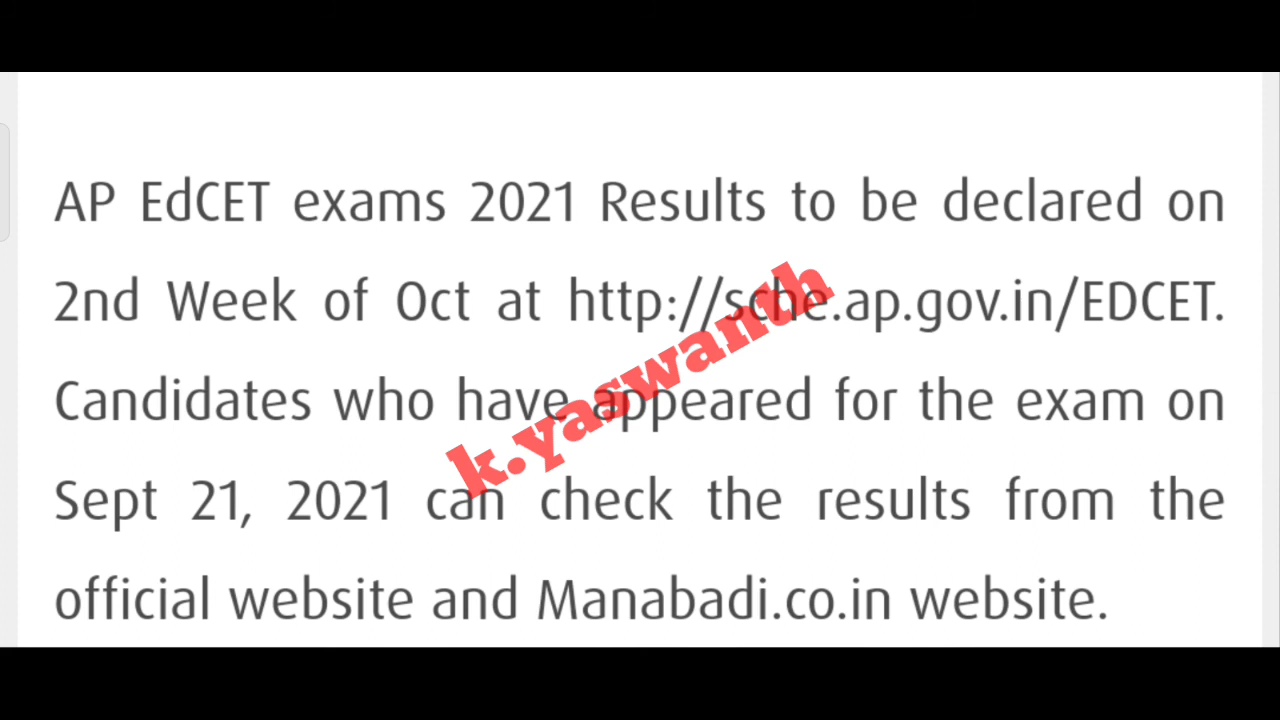 AP EdCET exams 2021 Results to be declared on
2nd Week of Oct at http://sche.ap.gov.in/EDCET.
Candidates who have appeared for the exam on
Sept 21, 2021 can check the results from the
official website and Manabadi.co.in website.
k.yaswanth